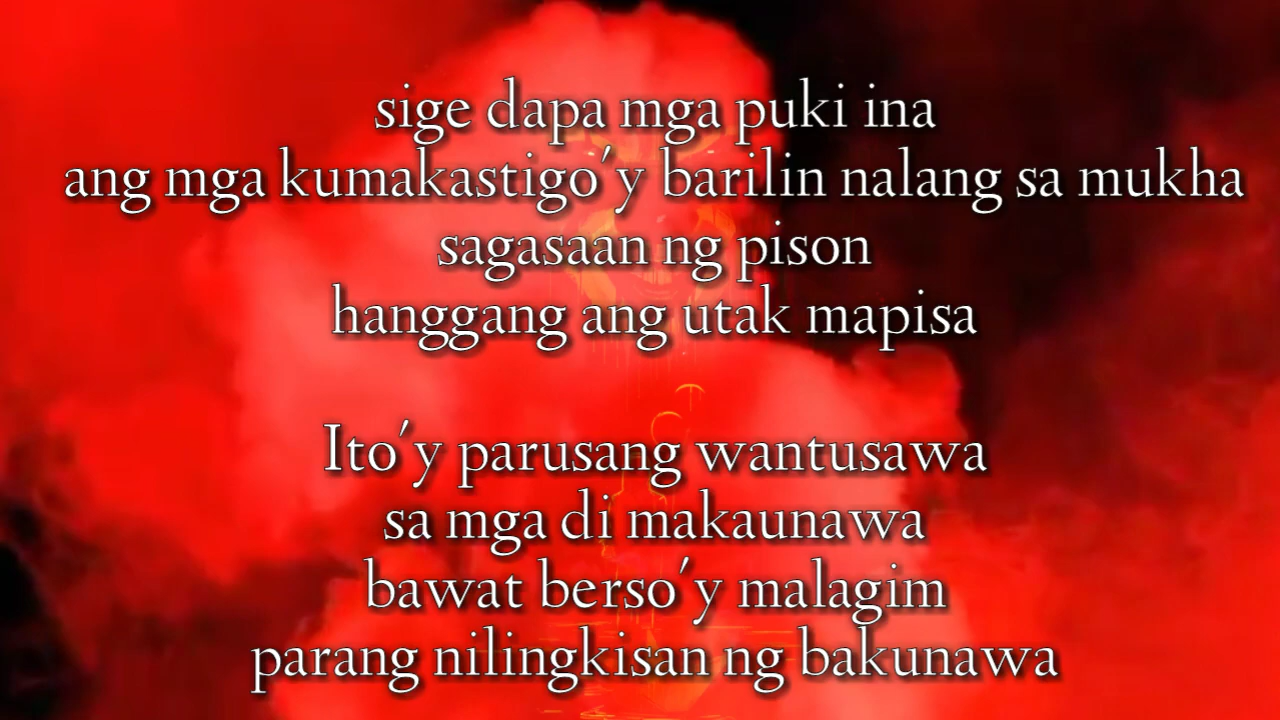 sige dapa mga puki ina
ang mga kumakastigo´y barilin nalang sa mukha
sagasaan ng pison
hanggang ang utak mapisa
Ito´y parusang wantusawa
sa mga di makaunawa
bawat berso´y malagim
parang nilingkisan ng bakunawa